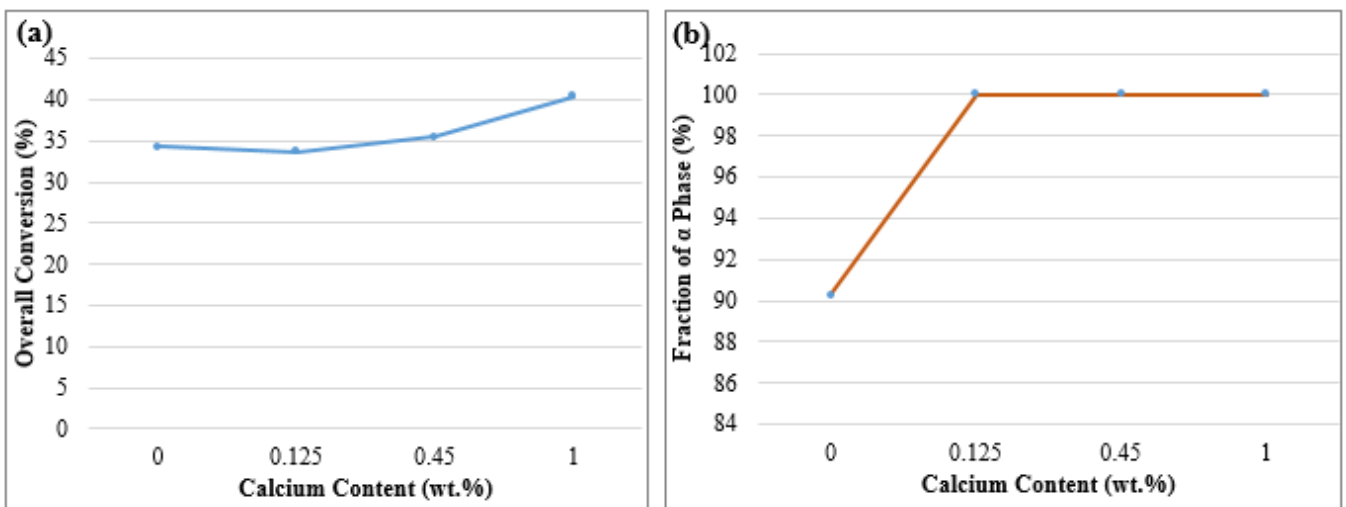 (a)
Overall Conversion (%)
45
40
35
30
25
20
15
10
5
0
0 0.125 0.45 1
Calcium Content (wt.%)
(b)
Fraction of α Phase (%)
102
100
98
96
94
92
90
88
86
84
0 0.125 0.45 1
Calcium Content (wt.%)